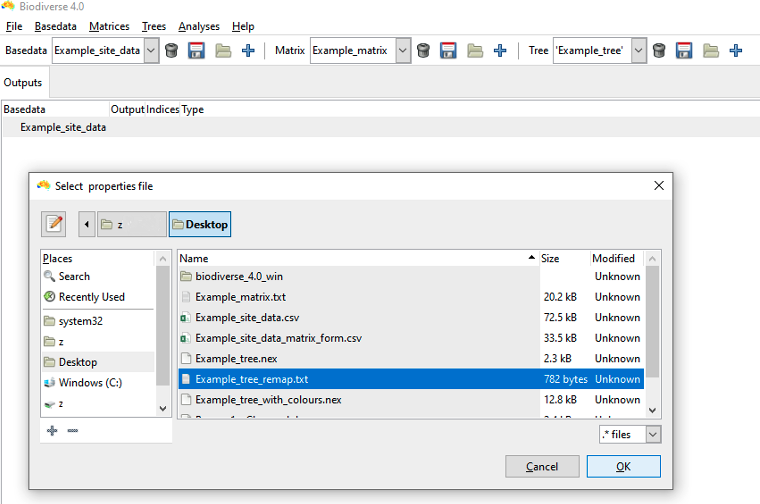 Biodiverse 4.0
File Basedata Matrices Trees Analyses Help
Basedata Example_site_data Matrix Example_matrix Tree 'Example_tree'
Outputs
Basedata Output Indices Type
Example_site_data
Select properties file
z Desktop
Places Name Size Modified
Search biodiverse_4.0_win Unknown
Recently Used Example_matrix.txt 20.2 kB Unknown
system32 Example_site_data.csv 72.5 kB Unknown
z Example_site_data_matrix_form.csv 33.5 kB Unknown
Desktop Example_tree.nex 2.3 kB Unknown
Windows (C:) Example_tree_remap.txt 782 bytes Unknown
z Example_tree_with_colours.nex 12.8 kB Unknown
.* files
Cancel OK